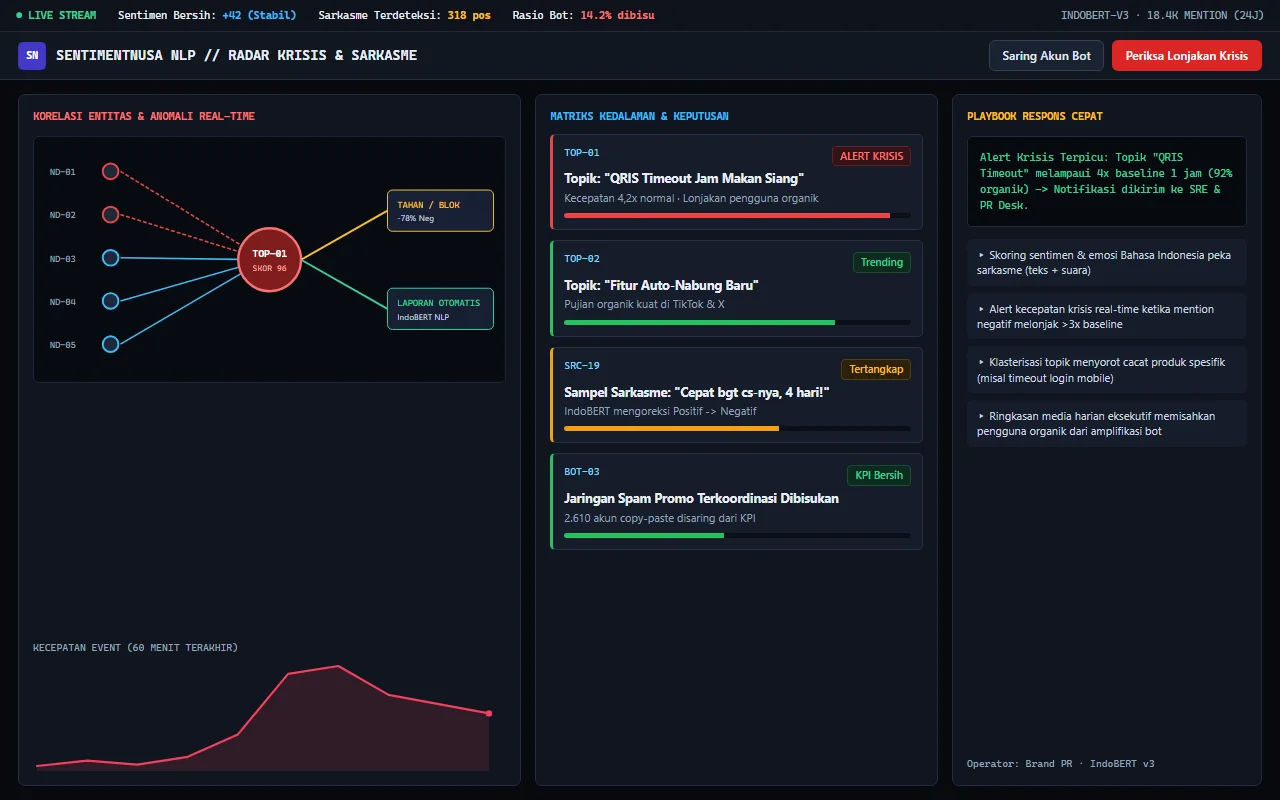 ● LIVE STREAM Sentimen Bersih: +42 (Stabil) Sarkasme Terdeteksi: 318 pos Rasio Bot: 14.2% dibisu INDOBERT-V3 · 18.4K MENTION (24J)
SN SENTIMENTNUSA NLP // RADAR KRISIS & SARKASME Saring Akun Bot Periksa Lonjakan Krisis
KORELASI ENTITAS & ANOMALI REAL-TIME
ND-01
ND-02
ND-03
ND-04
ND-05
TOP-01
SKOR 96
TAHAN / BLOK
-78% Neg
LAPORAN OTOMATIS
IndoBERT NLP
KECEPATAN EVENT (60 MENIT TERAKHIR)
MATRIKS KEDALAMAN & KEPUTUSAN
TOP-01 ALERT KRISIS
Topik: "QRIS Timeout Jam Makan Siang"
Kecepatan 4,2x normal · Lonjakan pengguna organik
TOP-02 Trending
Topik: "Fitur Auto-Nabung Baru"
Pujian organik kuat di TikTok & X
SRC-19 Tertangkap
Sampel Sarkasme: "Cepat bgt cs-nya, 4 hari!"
IndoBERT mengoreksi Positif -> Negatif
BOT-03 KPI Bersih
Jaringan Spam Promo Terkoordinasi Dibisukan
2.610 akun copy-paste disaring dari KPI
PLAYBOOK RESPONS CEPAT
Alert Krisis Terpicu: Topik "QRIS
Timeout" melampaui 4x baseline 1 jam (92%
organik) -> Notifikasi dikirim ke SRE &
PR Desk.
‣ Skoring sentimen & emosi Bahasa Indonesia peka
sarkasme (teks + suara)
‣ Alert kecepatan krisis real-time ketika mention
negatif melonjak >3x baseline
‣ Klasterisasi topik menyorot cacat produk spesifik
(misal timeout login mobile)
‣ Ringkasan media harian eksekutif memisahkan
pengguna organik dari amplifikasi bot
Operator: Brand PR · IndoBERT v3